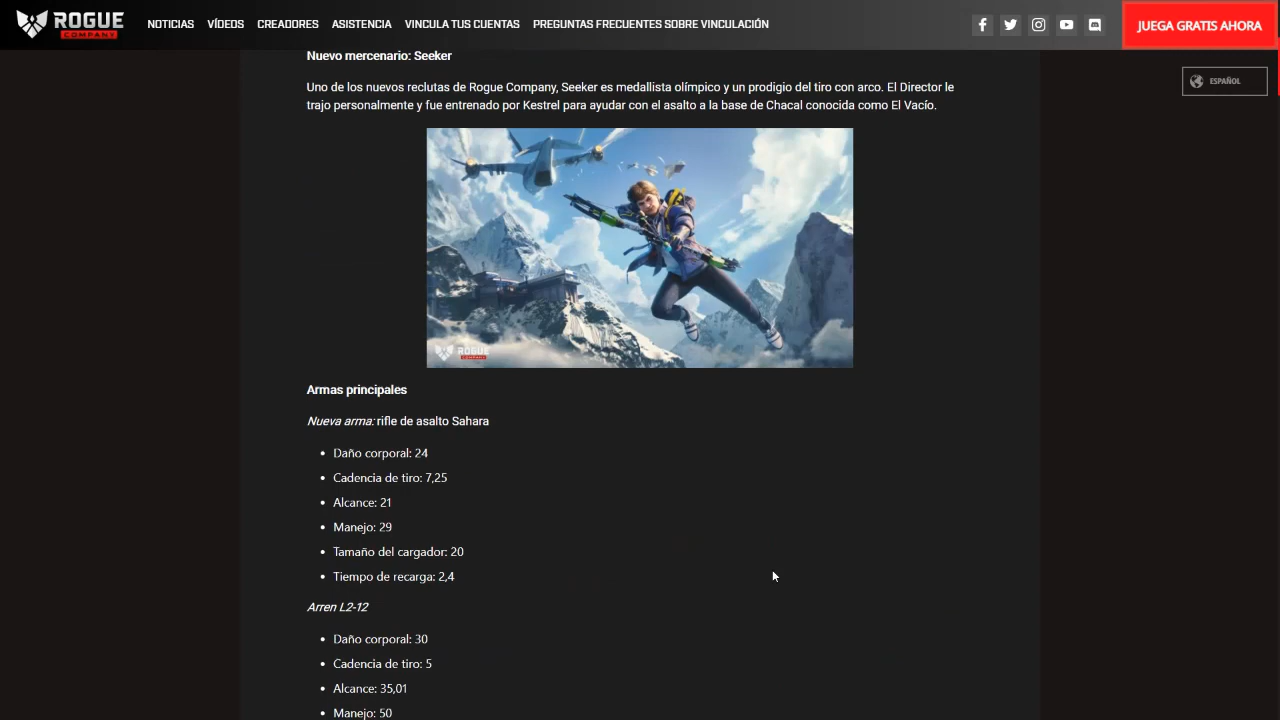 ROGUE
COMPANY
NOTICIAS
VÍDEOS
CREADORES
ASISTENCIA
VINCULA TUS CUENTAS
PREGUNTAS FRECUENTES SOBRE VINCULACIÓN
JUEGA GRATIS AHORA
ESPAÑOL
Nuevo mercenario: Seeker
Uno de los nuevos reclutas de Rogue Company, Seeker es medallista olímpico y un prodigio del tiro con arco. El Director le
trajo personalmente y fue entrenado por Kestrel para ayudar con el asalto a la base de Chacal conocida como El Vacío.
ROGUE
COMPANY
Armas principales
Nueva arma: rifle de asalto Sahara
• Daño corporal: 24
• Cadencia de tiro: 7,25
• Alcance: 21
• Manejo: 29
• Tamaño del cargador: 20
• Tiempo de recarga: 2,4
Arren L2-12
• Daño corporal: 30
• Cadencia de tiro: 5
• Alcance: 35,01
• Manejo: 50